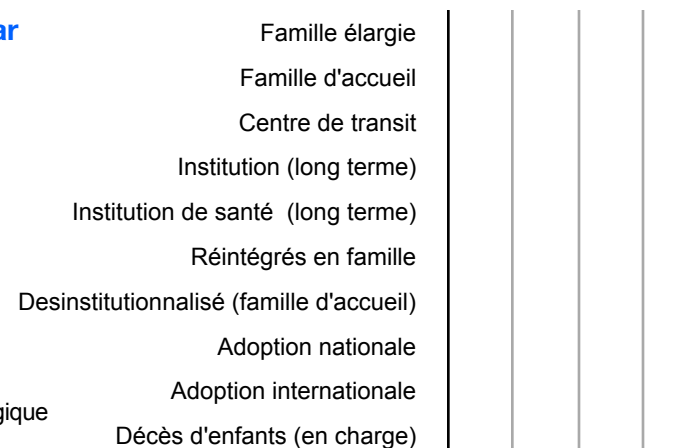 Famille élargie
Famille d'accueil
Centre de transit
Institution (long terme)
Institution de santé (long terme)
Réintégrés en famille
Desinstitutionnalisé (famille d'accueil)
Adoption nationale
Adoption internationale
Décès d'enfants (en charge)